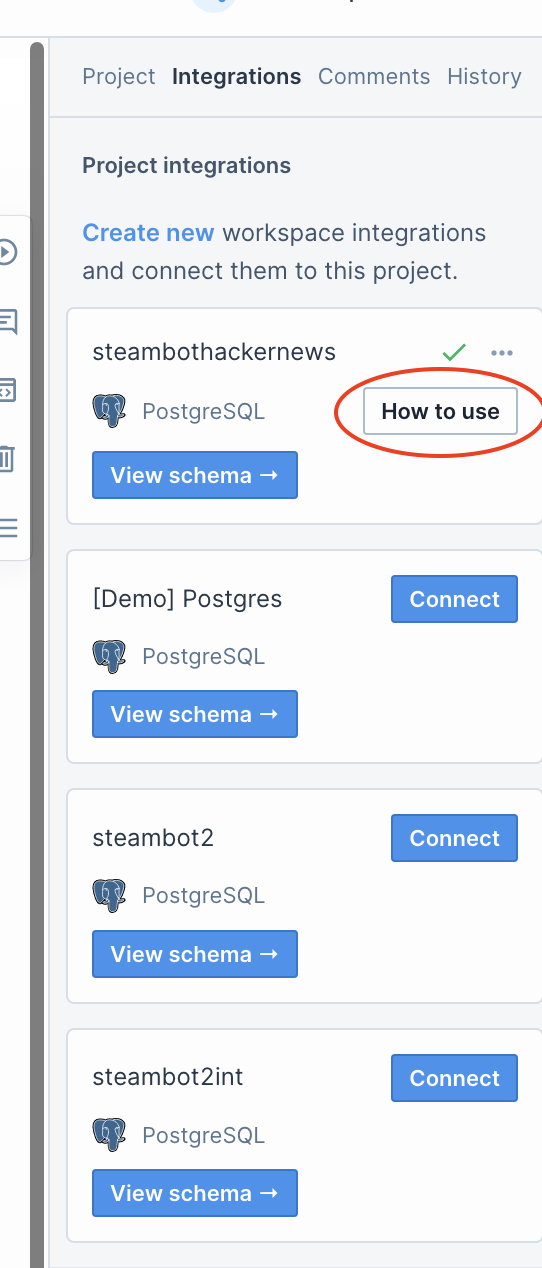 Project Integrations Comments History
Project integrations
Create new workspace integrations
and connect them to this project.
steambothackernews
PostgreSQL How to use
View schema →
[Demo] Postgres Connect
PostgreSQL
View schema →
steambot2 Connect
PostgreSQL
View schema →
steambot2int Connect
PostgreSQL
View schema →